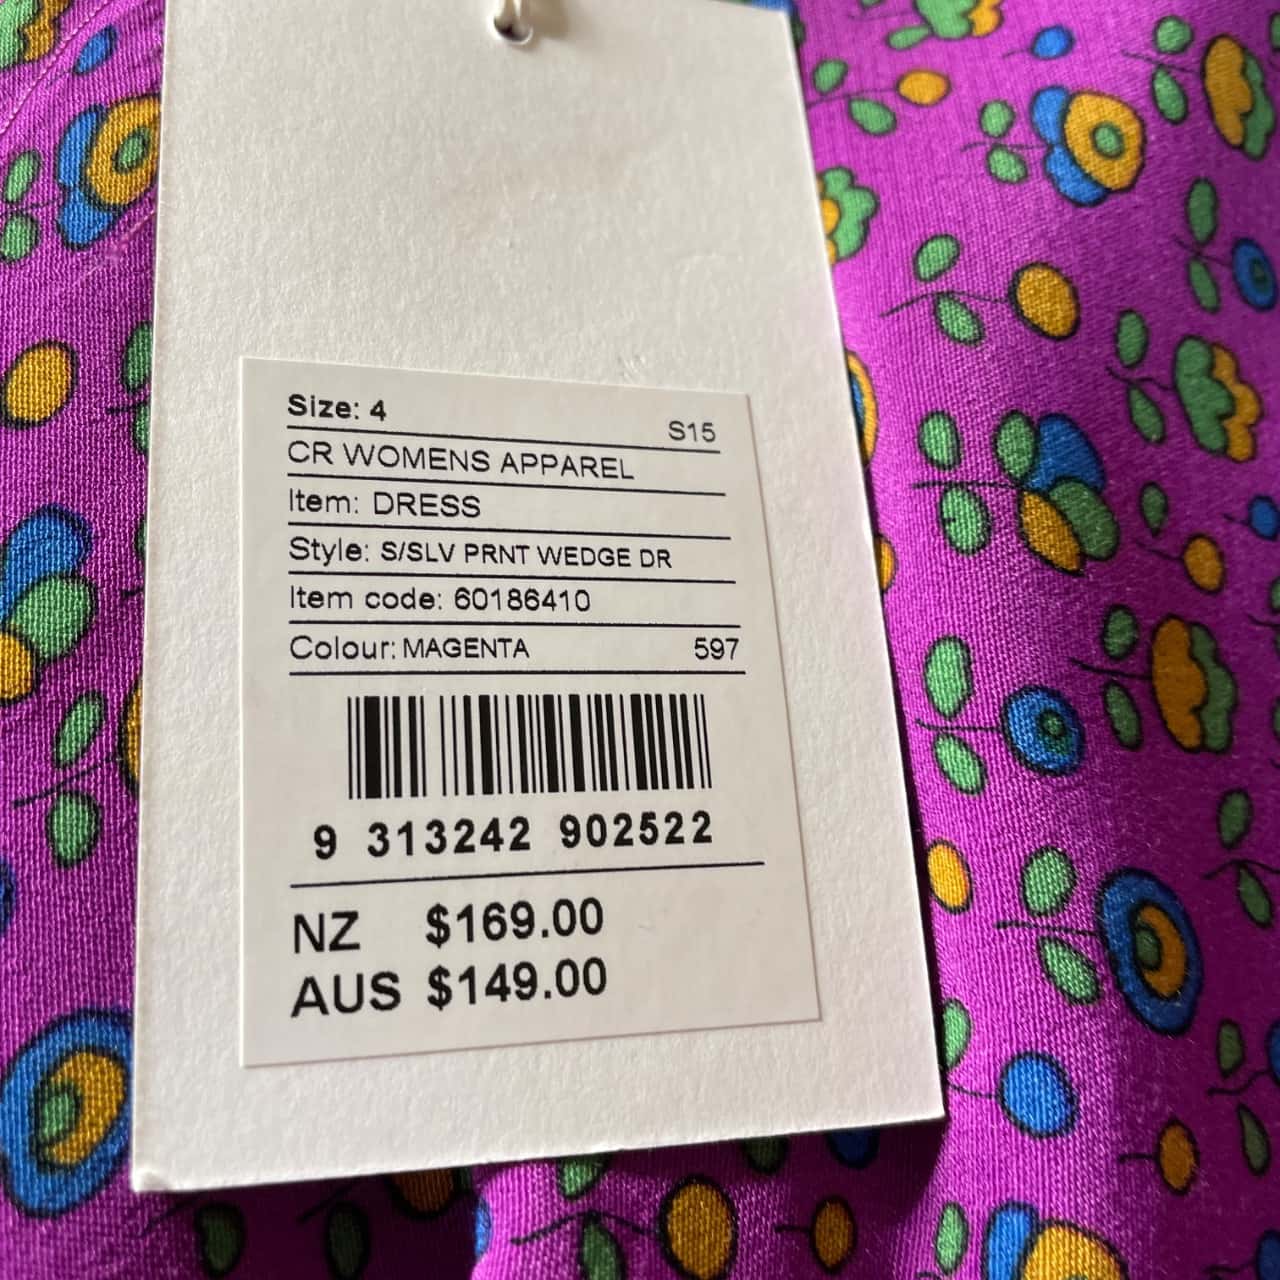 Size: 4 S15
CR WOMENS APPAREL
Item: DRESS
Style: S/SLV PRNT WEDGE DR
Item code: 60186410
Colour: MAGENTA 597
9 313242 902522
NZ $169.00
AUS $149.00